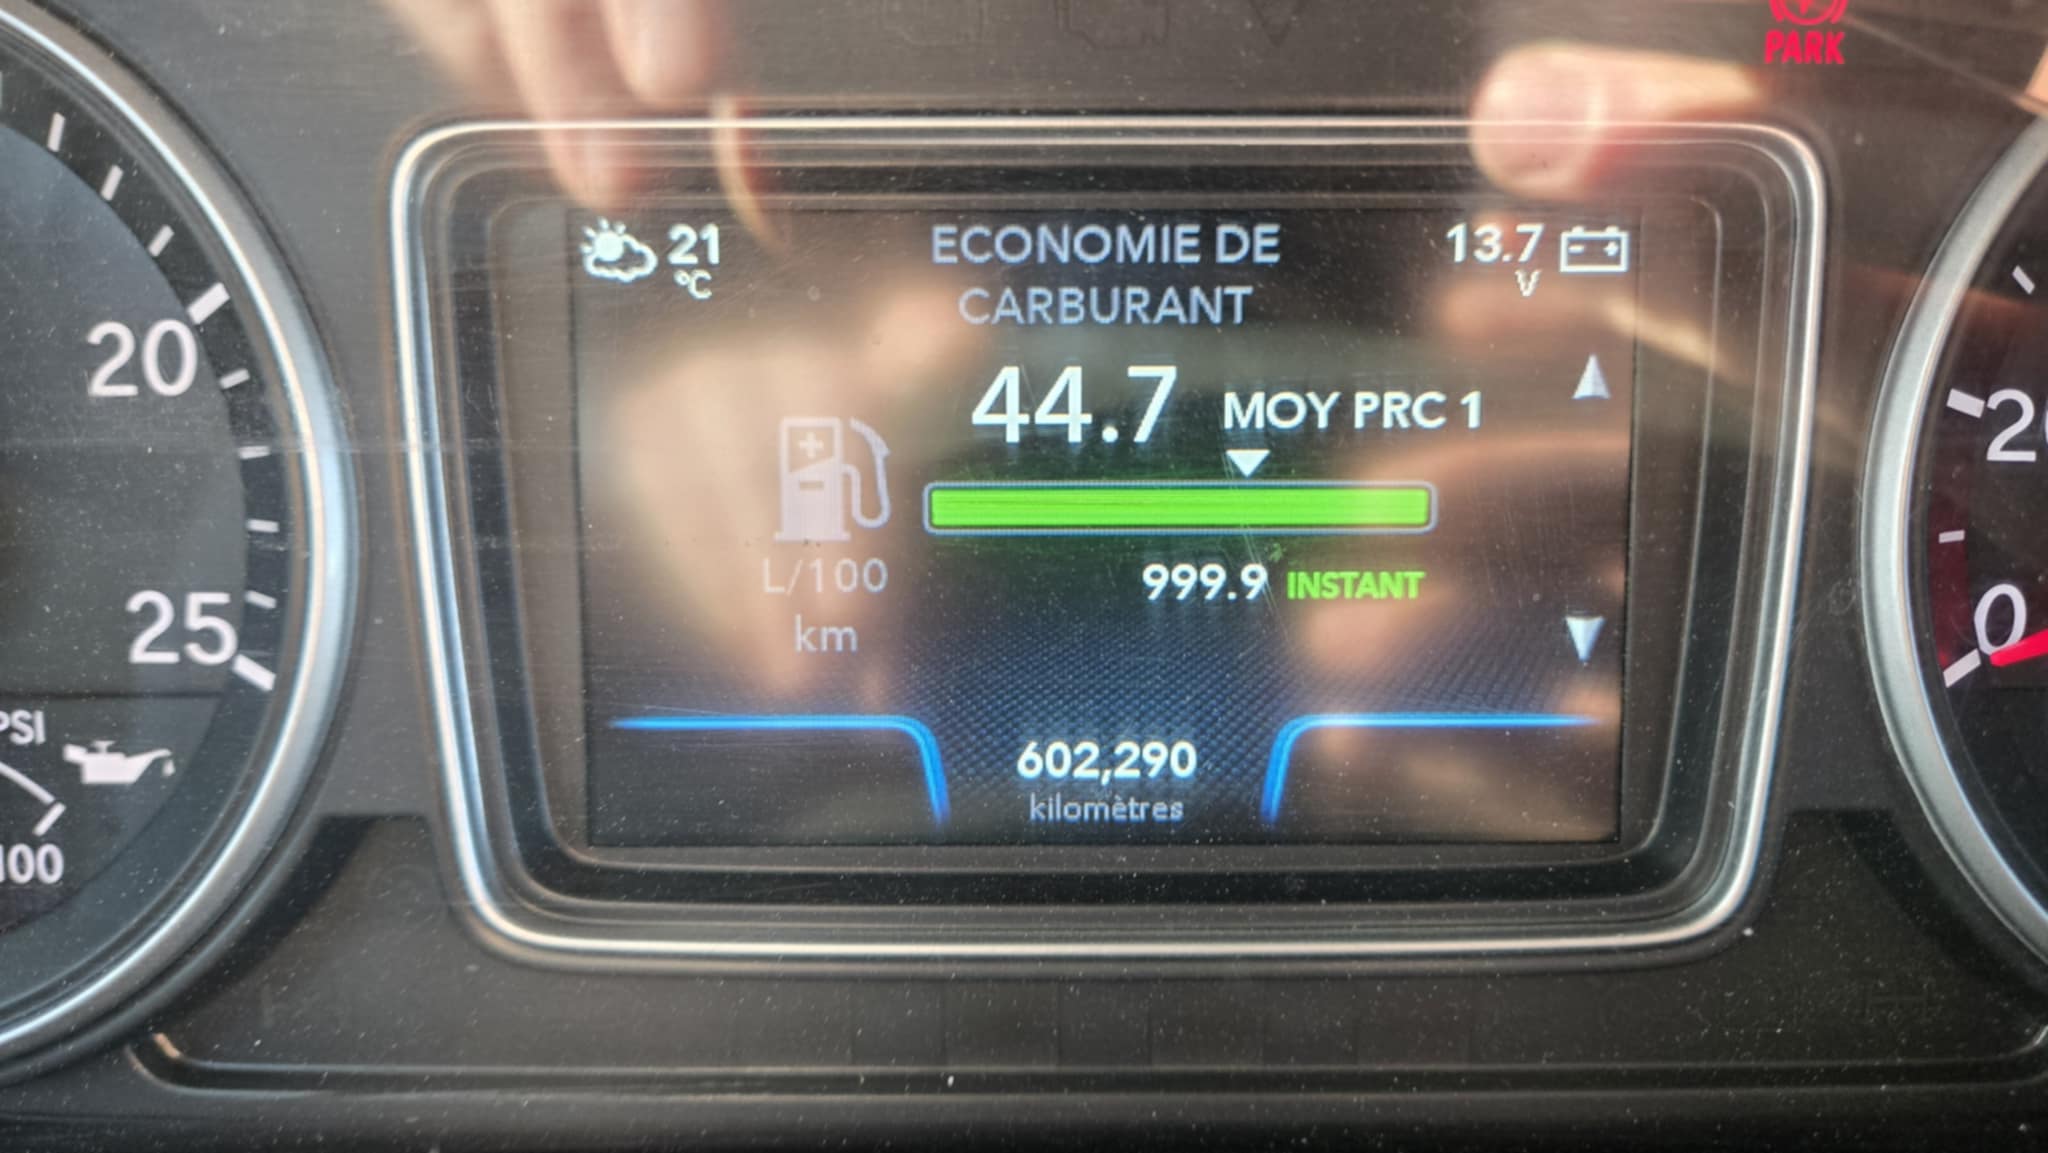 PARK
21
°C
ECONOMIE DE
CARBURANT
13.7
V
44.7 MOY PRC 1
L/100
km
999.9 INSTANT
602,290
kilomètres
20
25
PSI
100
0